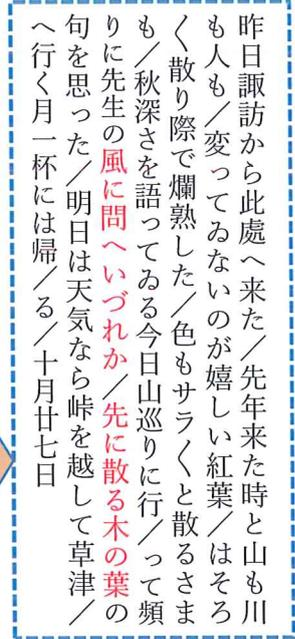 昨日諏訪から此處へ来た／先年来た時と山も川
も人も／変ってゐないのが嬉しい紅葉／はそろ
く散り際で爛熟した／色もサラくと散るさま
も／秋深さを語ってゐる今日山巡りに行／って頻
りに先生の風に問へいづれか／先に散る木の葉の
句を思った／明日は天気なら峠を越して草津／
へ行く月一杯には帰／る／十月廿七日